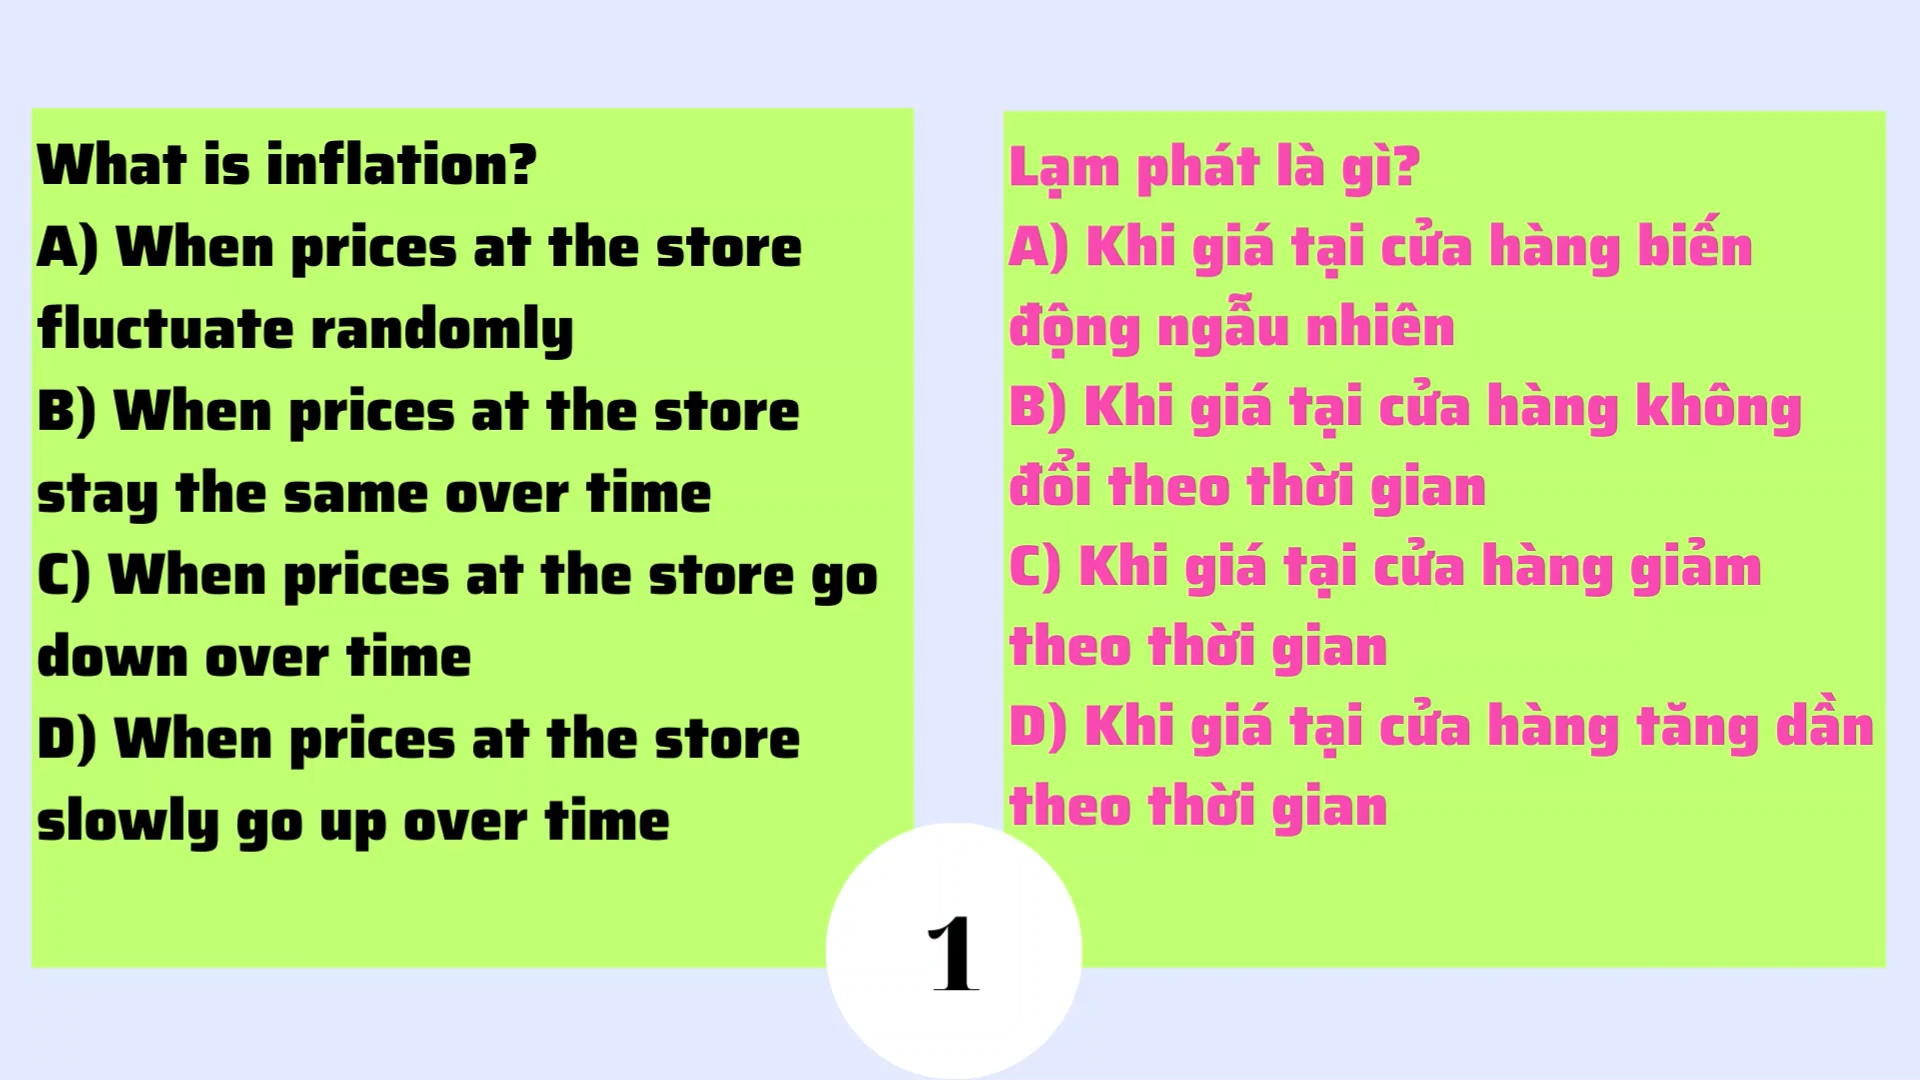 What is inflation?
A) When prices at the store
fluctuate randomly
B) When prices at the store
stay the same over time
C) When prices at the store go
down over time
D) When prices at the store
slowly go up over time
Lạm phát là gì?
A) Khi giá tại cửa hàng biến
động ngẫu nhiên
B) Khi giá tại cửa hàng không
đổi theo thời gian
C) Khi giá tại cửa hàng giảm
theo thời gian
D) Khi giá tại cửa hàng tăng dần
theo thời gian
1